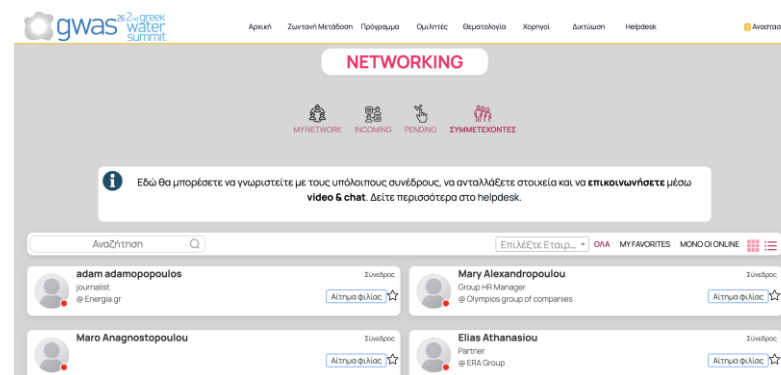 gwas 26 2nd greek
water
summit
Αρχική Ζωντανή Μετάδοση Πρόγραμμα Ομιλητές Θεματολογία Χορηγοί Δικτύωση Helpdesk
NETWORKING
MY NETWORK INCOMING PENDING ΣΥΜΜΕΤΕΧΟΝΤΕΣ
Εδώ θα μπορέσετε να γνωριστείτε με τους υπόλοιπους συνέδρους, να ανταλλάξετε στοιχεία και να επικοινωνήσετε μέσω
video & chat. Δείτε περισσότερα στο helpdesk.
Αναζήτηση Επιλέξτε Εταιρ... ΟΛΑ MY FAVORITES ΜΟΝΟ ΟΙ ONLINE
adam adamopopoulos Σύνεδρος
journalist
@ Energia.gr Αίτημα φιλίας
Mary Alexandropoulou Σύνεδρος
Group HR Manager
@ Olympios group of companies Αίτημα φιλίας
Maro Anagnostopoulou Σύνεδρος
Αίτημα φιλίας
Elias Athanasiou Σύνεδρος
Partner
@ ERA Group Αίτημα φιλίας